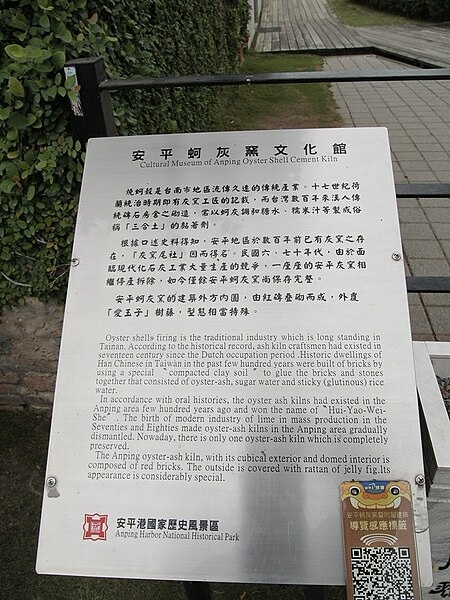 安平蚵灰窯文化館
Cultural Museum of Anping Oyster Shell Cement Kiln
燒蚵殼是台南市地區流傳久遠的傳統產業。十七世紀荷
蘭統治時期即有灰窯工匠的記載，而台灣數百年來漢人傳
統磚石房舍之砌造，常以蚵灰調和糖水、糯米汁等製成俗
稱「三合土」的黏著劑。
根據口述史料得知，安平地區於數百年前已有灰窯之存
在，「灰窯尾社」因而得名。民國六、七十年代，由於面
臨現代化石灰工業大量生產的競爭，一座座的安平灰窯相
繼停產拆除，如今僅餘安平蚵灰窯尚保存完整。
安平蚵灰窯的建築外方內圓，由紅磚疊砌而成，外覆
「愛玉子」樹藤，型態相當特殊。
Oyster shells firing is the traditional industry which is long standing in
Tainan. According to the historical record, ash kiln craftsmen had existed in
seventeen century since the Dutch occupation period .Historic dwellings of
Han Chinese in Taiwan in the past few hundred years were built of bricks by
using a special "compacted clay soil" to glue the bricks and stones
together that consisted of oyster-ash, sugar water and sticky (glutinous) rice
water.
In accordance with oral histories, the oyster ash kilns had existed in the
Anping area few hundred years ago and won the name of "Hui-Yao-Wei-
She". The birth of modern industry of lime in mass production in the
Seventies and Eighties made oyster-ash kilns in the Anping area gradually
dismantled. Nowaday, there is only one oyster-ash kiln which is completely
preserved.
The Anping oyster-ash kiln, with its cubical exterior and domed interior is
composed of red bricks. The outside is covered with rattan of jelly fig.Its
appearance is considerably special.
安平港國家歷史風景區
Anping Harbor National Historical Park
導覽感應標籤